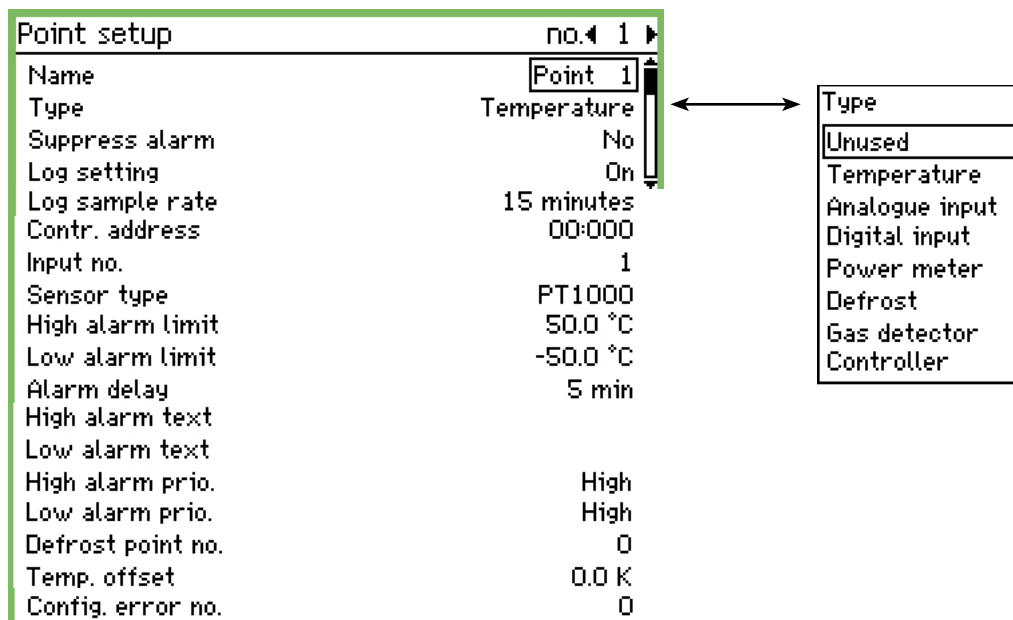 Point setup no. 1
Name Point 1
Type Temperature
Suppress alarm No
Log setting On
Log sample rate 15 minutes
Contr. address 00:000
Input no. 1
Sensor type PT1000
High alarm limit 50.0 °C
Low alarm limit -50.0 °C
Alarm delay 5 min
High alarm text
Low alarm text
High alarm prio. High
Low alarm prio. High
Defrost point no. 0
Temp. offset 0.0 K
Config. error no. 0
Type
Unused
Temperature
Analogue input
Digital input
Power meter
Defrost
Gas detector
Controller